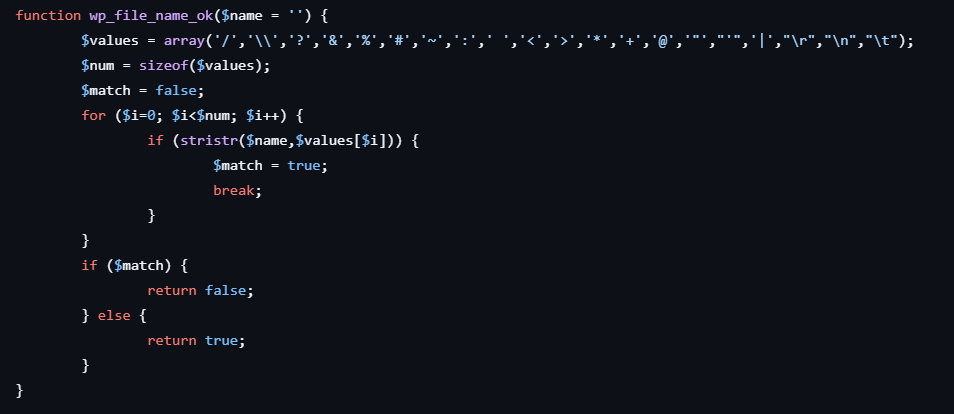 function wp_file_name_ok($name = '') {
$values = array('/','\\','?','&','%','#','~',':',' ','<','>','*','+','@','"',"'",'|',"\r","\n","\t");
$num = sizeof($values);
$match = false;
for ($i=0; $i<$num; $i++) {
if (stristr($name,$values[$i])) {
$match = true;
break;
}
}
if ($match) {
return false;
} else {
return true;
}
}